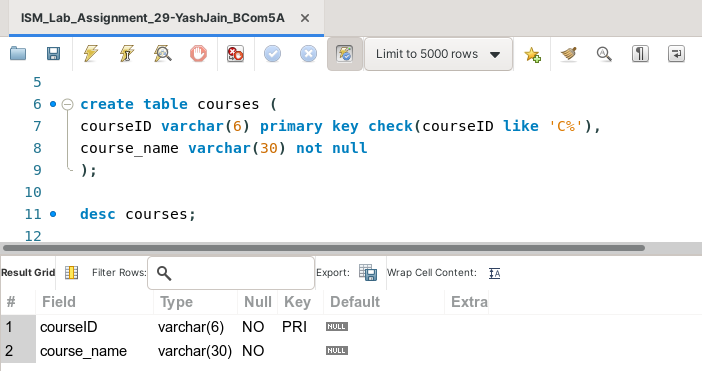 ISM_Lab_Assignment_29-YashJain_BCom5A ×
Limit to 5000 rows
5
6 create table courses (
7 courseID varchar(6) primary key check(courseID like 'C%'),
8 course_name varchar(30) not null
9 );
10
11 desc courses;
12
Result Grid Filter Rows: Export: Wrap Cell Content: IA
# Field Type Null Key Default Extra
1 courseID varchar(6) NO PRI NULL
2 course_name varchar(30) NO NULL